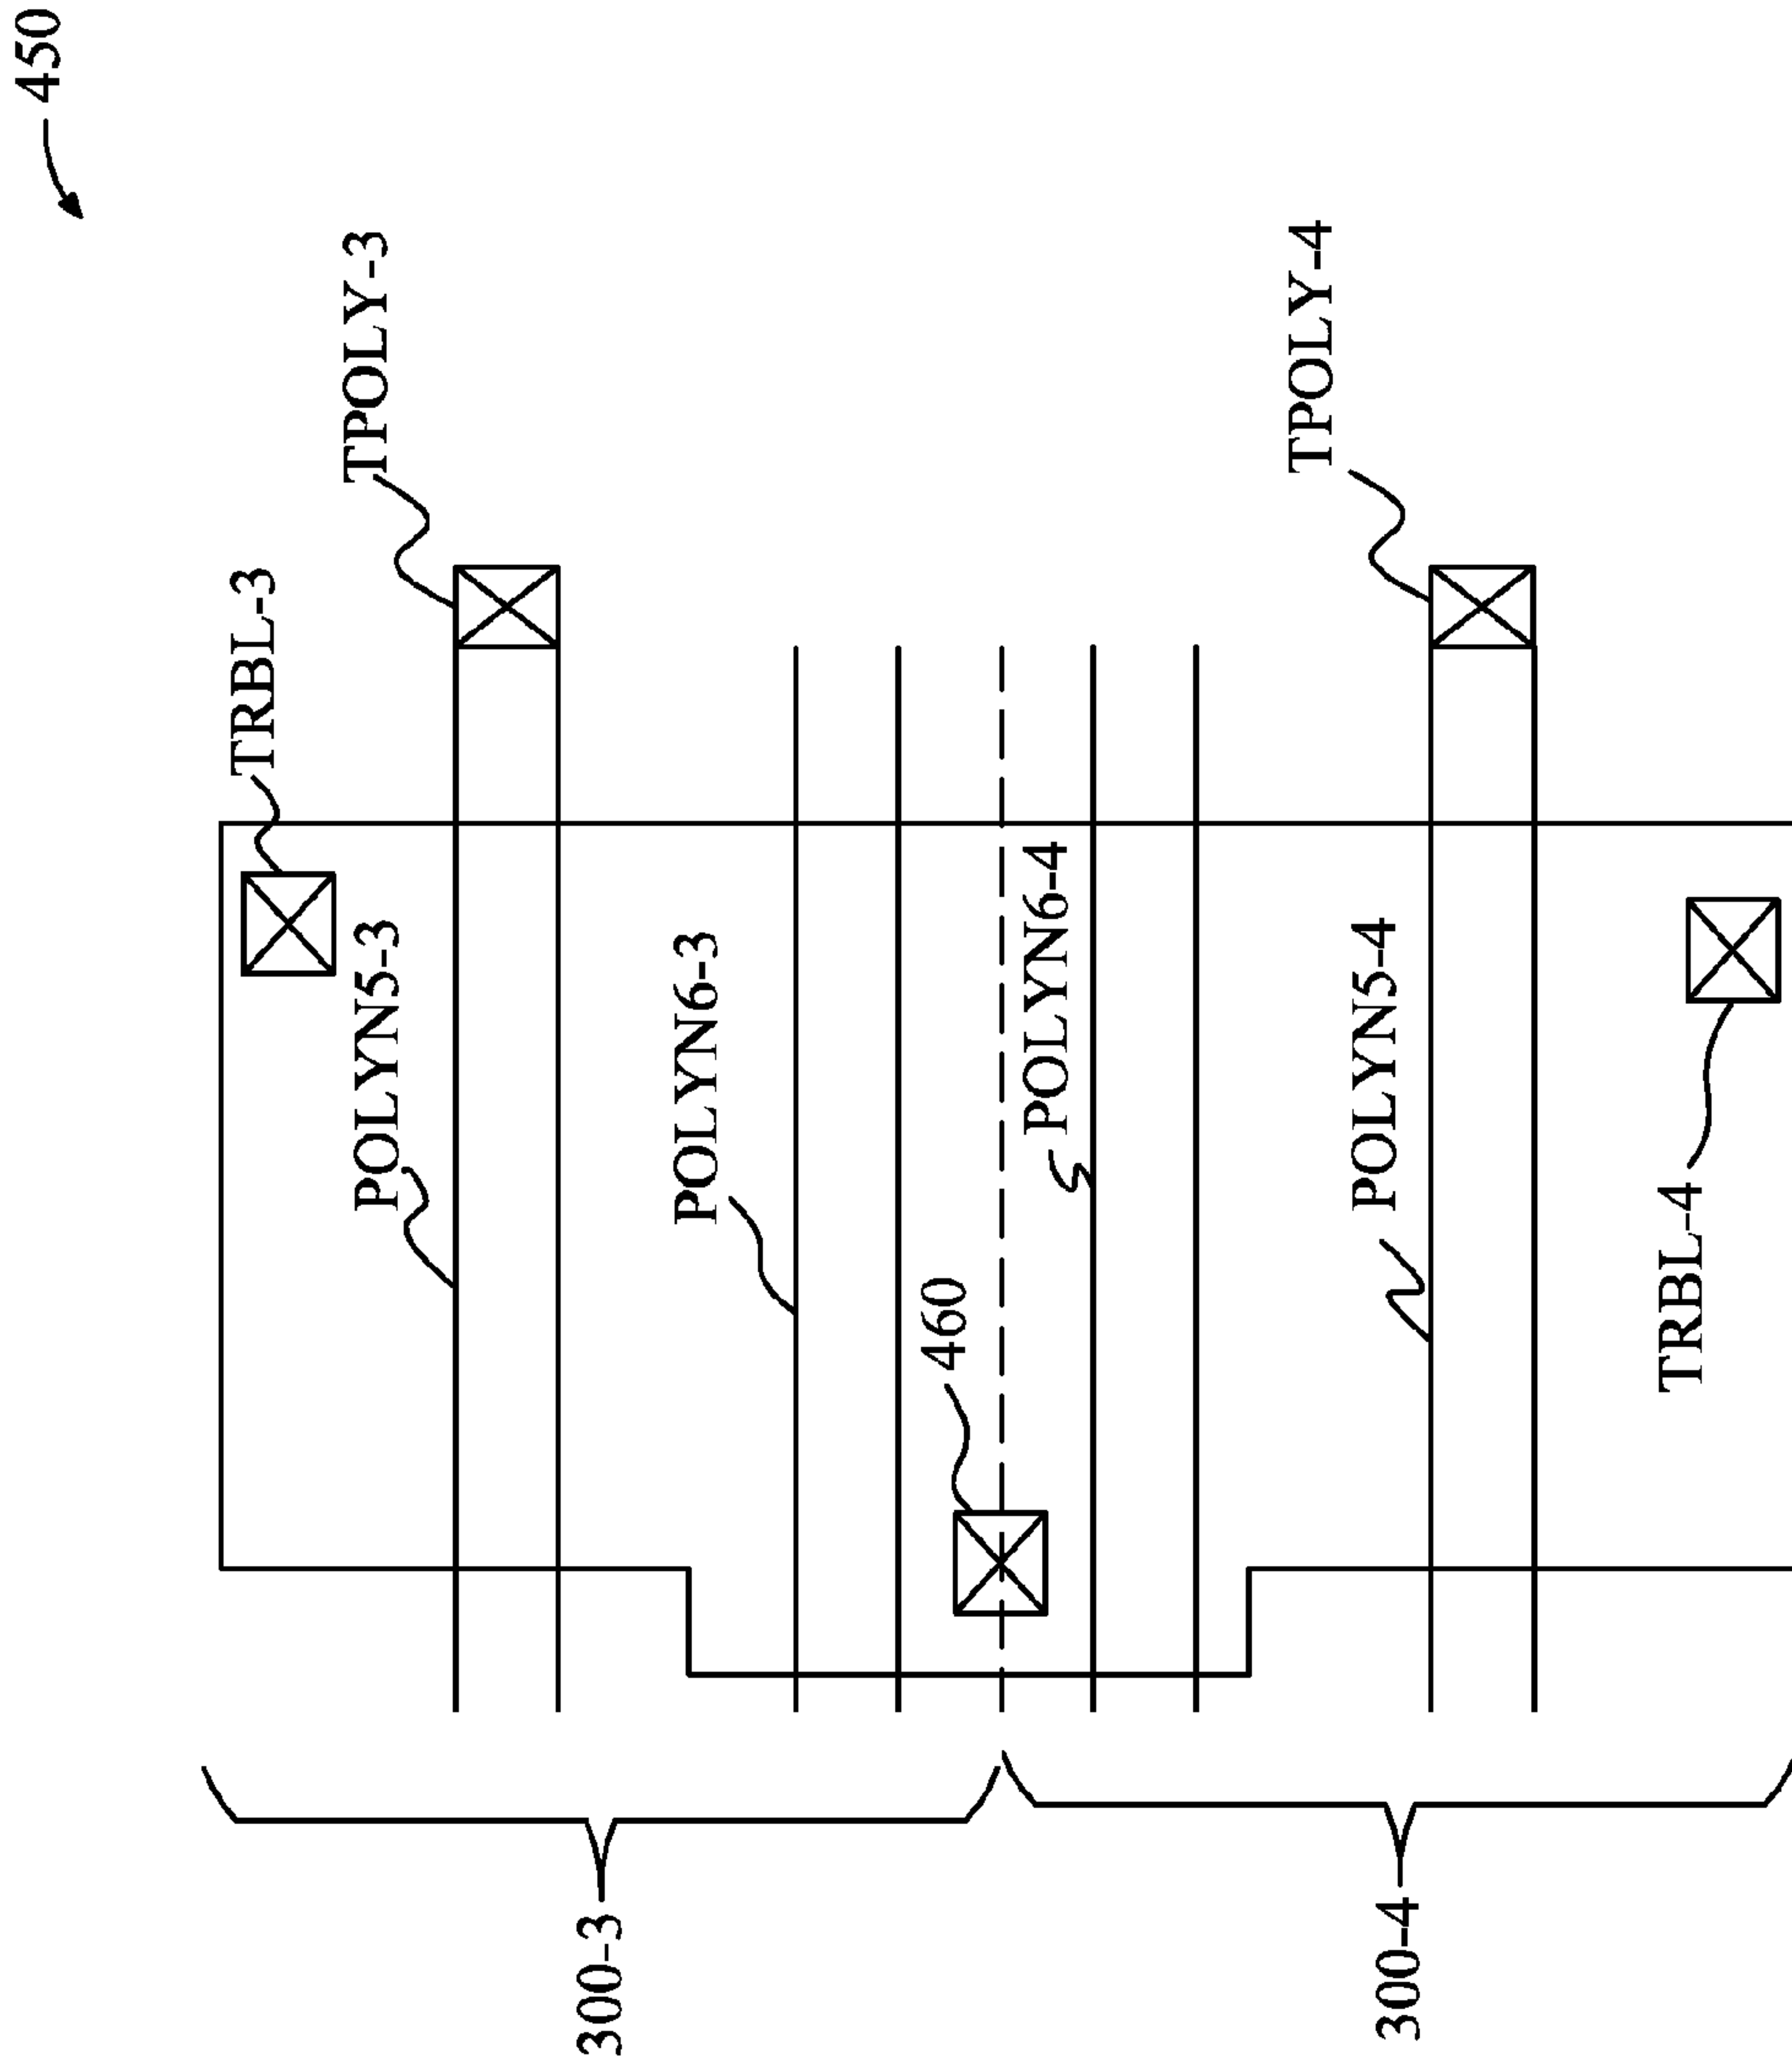 450
TPOLY-3
TPOLY-4
TRBL-3
POLYN5-3
POLYN6-3
POLYN6-4
POLYN5-4
460
TRBL-4
300-3
300-4